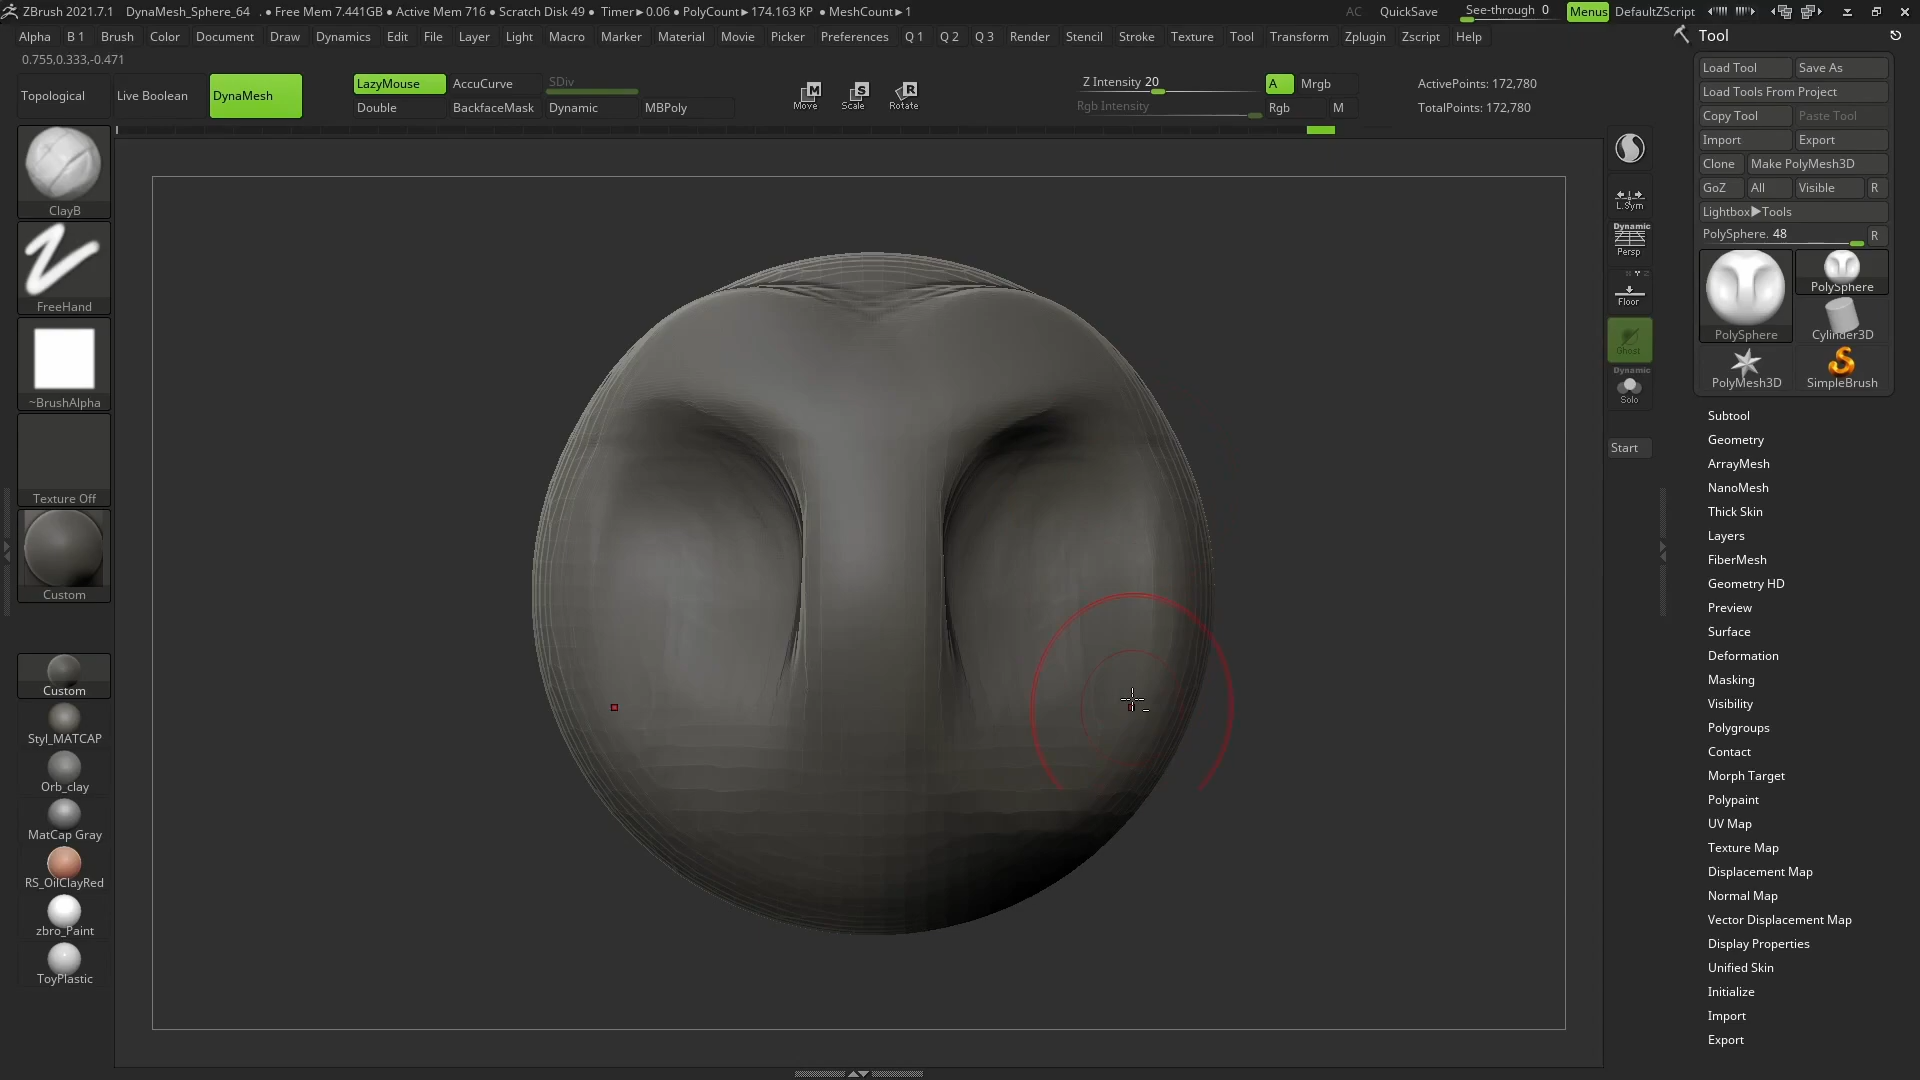 ZBrush 2021.7.1 DynaMesh_Sphere_64 . • Free Mem 7.441GB • Active Mem 716 • Scratch Disk 49 • Timer▶0.06 • PolyCount▶174.163 KP • MeshCount▶1 AC QuickSave See-through 0 Menus DefaultZScript
Alpha B 1 Brush Color Document Draw Dynamics Edit File Layer Light Macro Marker Material Movie Picker Preferences Q 1 Q 2 Q 3 Render Stencil Stroke Texture Tool Transform Zplugin Zscript Help
0.755,0.333,-0.471
Topological Live Boolean DynaMesh
LazyMouse AccuCurve SDiv
Double BackfaceMask Dynamic MBPoly
M S R
Move Scale Rotate
Z Intensity 20 A Mrgb
Rgb Intensity Rgb M
ActivePoints: 172,780
TotalPoints: 172,780
ClayB
FreeHand
~BrushAlpha
Texture Off
Custom
Custom
Styl_MATCAP
Orb_clay
MatCap Gray
RS_OilClayRed
zbro_Paint
ToyPlastic
L.Sym
Dynamic
Persp
Floor
Ghost
Dynamic
Solo
Start
Tool
Load Tool Save As
Load Tools From Project
Copy Tool Paste Tool
Import Export
Clone Make PolyMesh3D
GoZ All Visible R
Lightbox▶Tools
PolySphere. 48 R
PolySphere
PolySphere
Cylinder3D
PolyMesh3D
SimpleBrush
Subtool
Geometry
ArrayMesh
NanoMesh
Thick Skin
Layers
FiberMesh
Geometry HD
Preview
Surface
Deformation
Masking
Visibility
Polygroups
Contact
Morph Target
Polypaint
UV Map
Texture Map
Displacement Map
Normal Map
Vector Displacement Map
Display Properties
Unified Skin
Initialize
Import
Export